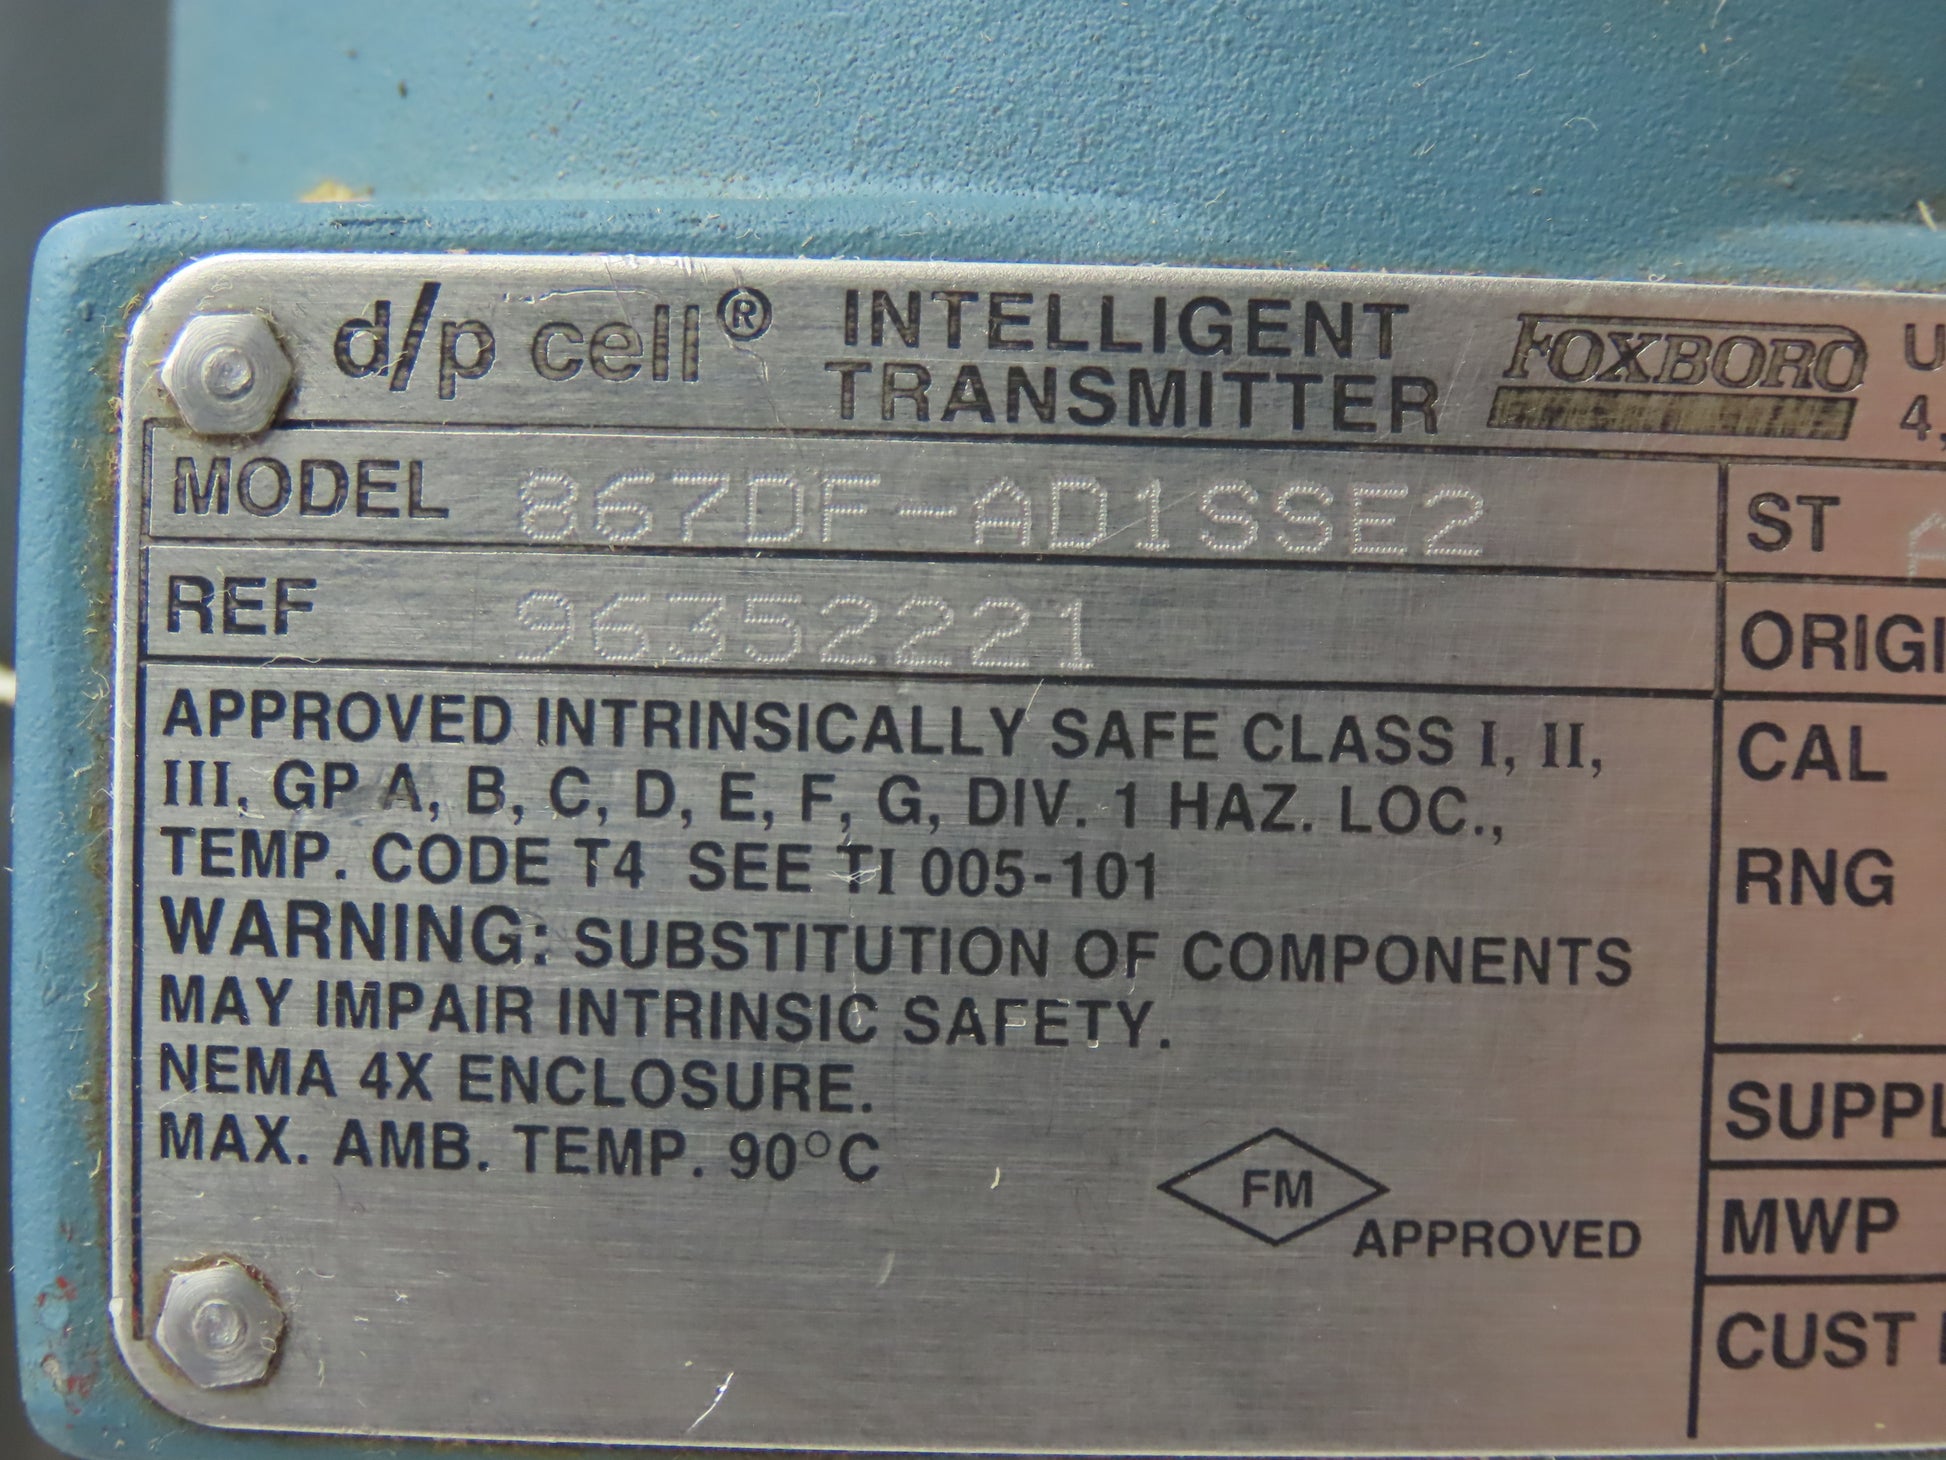 d/p cell® INTELLIGENT TRANSMITTER FOXBORO
MODEL 867DF-AD1SSE2 ST
REF 96352221
APPROVED INTRINSICALLY SAFE CLASS I, II,
III, GP A, B, C, D, E, F, G, DIV. 1 HAZ. LOC.,
TEMP. CODE T4 SEE TI 005-101
WARNING: SUBSTITUTION OF COMPONENTS
MAY IMPAIR INTRINSIC SAFETY.
NEMA 4X ENCLOSURE.
MAX. AMB. TEMP. 90°C
FM
APPROVED
CAL
RNG
MWP
CUST